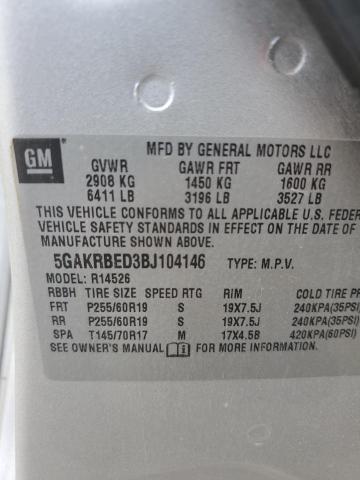 GM
MFD BY GENERAL MOTORS LLC
GVWR GAWR FRT GAWR RR
2908 KG 1450 KG 1600 KG
6411 LB 3196 LB 3527 LB
THIS VEHICLE CONFORMS TO ALL APPLICABLE U.S. FEDER
VEHICLE SAFETY STANDARDS IN EFFECT ON THE DATE OF
5GAKRBED3BJ104146 TYPE: M.P.V.
MODEL: R14526
RBBH TIRE SIZE SPEED RTG RIM COLD TIRE P
FRT P255/60R19 S 19X7.5J 240KPA(35PSI)
RR P255/60R19 S 19X7.5J 240KPA(35PSI)
SPA T145/70R17 M 17X4.5B 420KPA(60PSI)
SEE OWNER'S MANUAL FOR MORE INFORMATION.